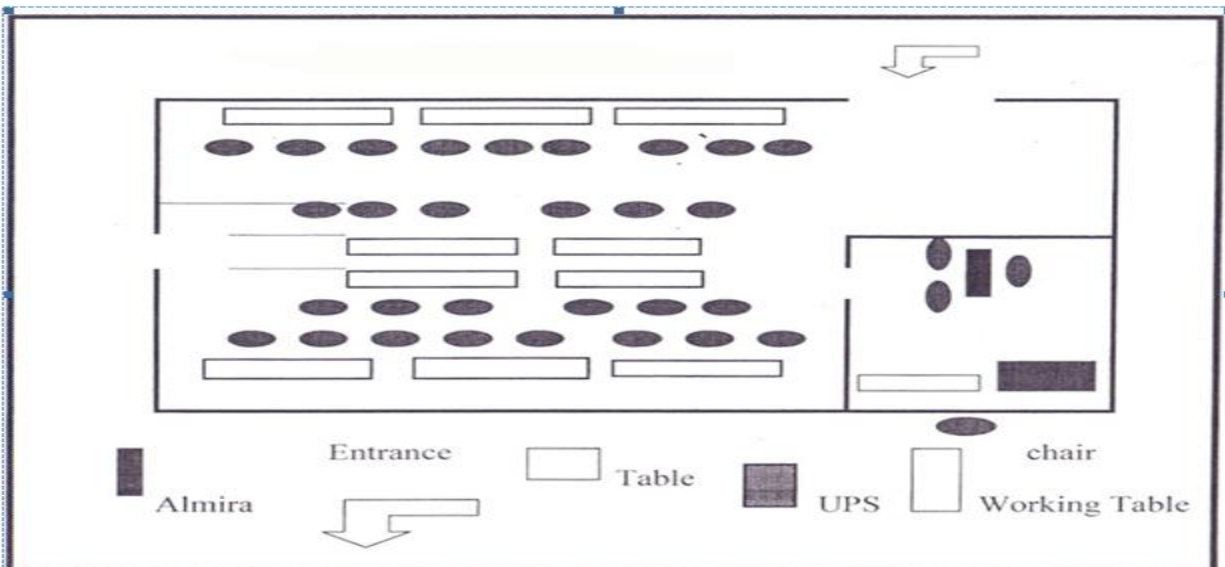 Entrance
chair
Table
Almira
UPS
Working Table